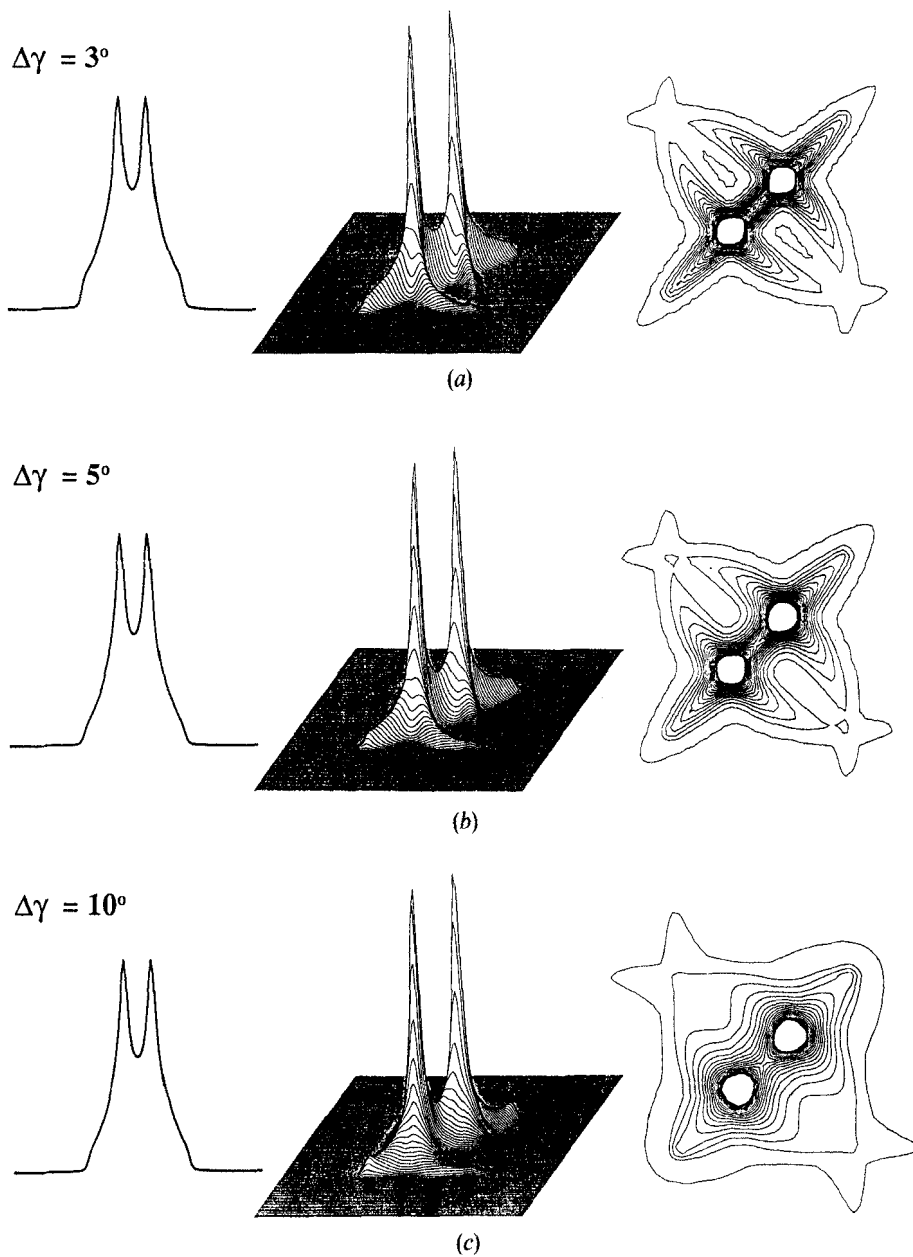 Δγ = 3°
(a)
Δγ = 5°
(b)
Δγ = 10°
(c)